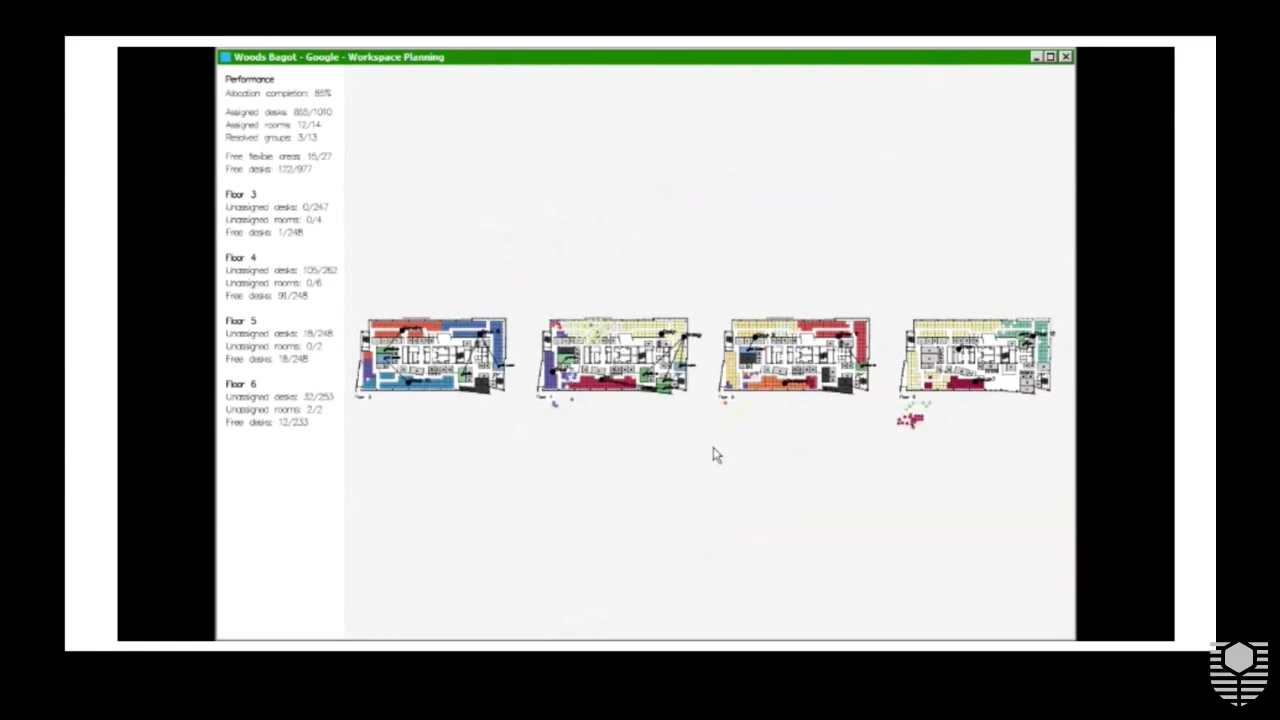 Woods Bagot - Google - Workspace Planning
Performance
Allocation completion: 85%
Assigned desks: 855/1010
Assigned rooms: 12/14
Resolved groups: 3/13
Free flexible areas: 15/27
Free desks: 122/977
Floor 3
Unassigned desks: 0/247
Unassigned rooms: 0/4
Free desks: 1/248
Floor 4
Unassigned desks: 105/262
Unassigned rooms: 0/6
Free desks: 91/248
Floor 5
Unassigned desks: 18/248
Unassigned rooms: 0/2
Free desks: 18/248
Floor 6
Unassigned desks: 32/253
Unassigned rooms: 2/2
Free desks: 12/233